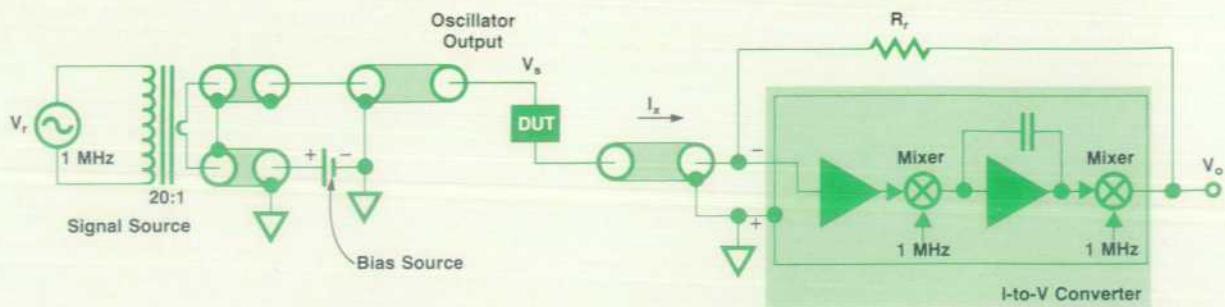 Oscillator
Output
V_s
V_r
1 MHz
20:1
Signal Source
+
−
Bias Source
DUT
I_x
R_r
−
+
Mixer
Mixer
1 MHz
1 MHz
V_o
I-to-V Converter